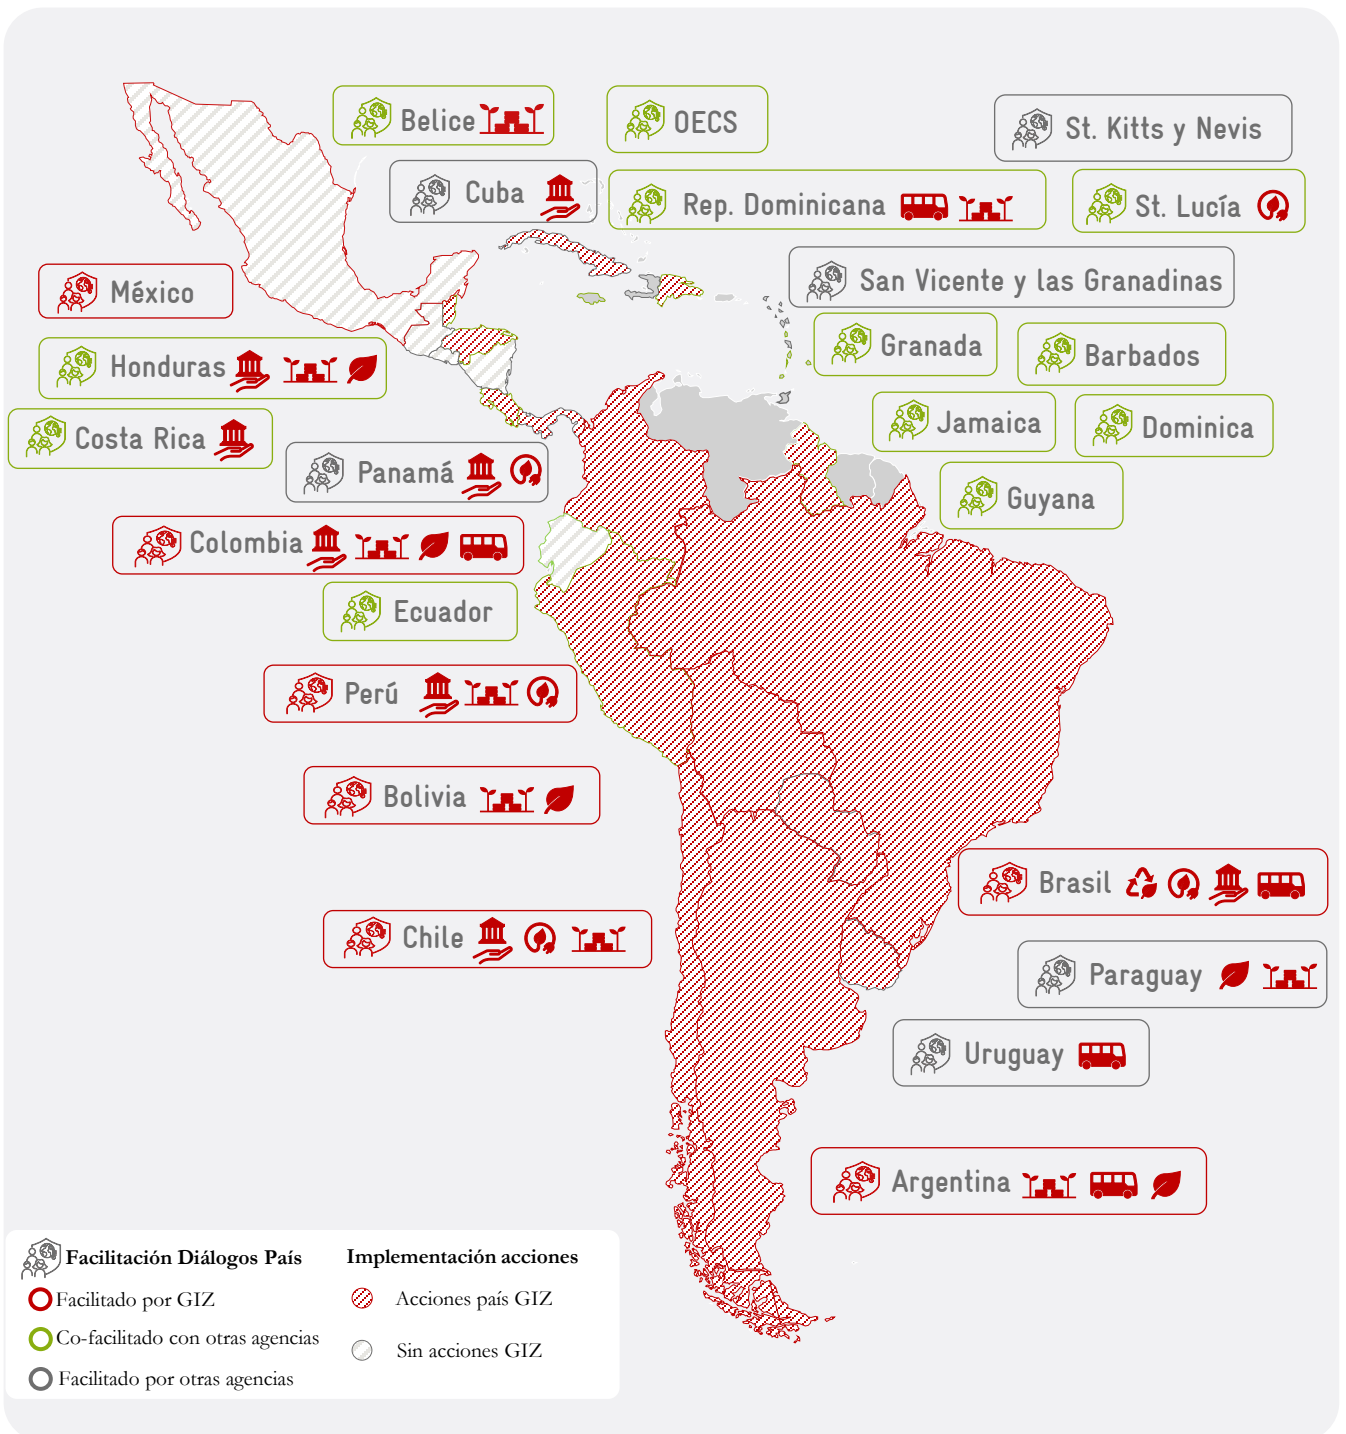 Belice
OECS
St. Kitts y Nevis
Cuba
Rep. Dominicana
St. Lucía
México
San Vicente y las Granadinas
Honduras
Granada
Barbados
Costa Rica
Jamaica
Dominica
Panamá
Guyana
Colombia
Ecuador
Perú
Bolivia
Brasil
Chile
Paraguay
Uruguay
Argentina
Facilitación Diálogos País
Facilitado por GIZ
Co-facilitado con otras agencias
Facilitado por otras agencias
Implementación acciones
Acciones país GIZ
Sin acciones GIZ